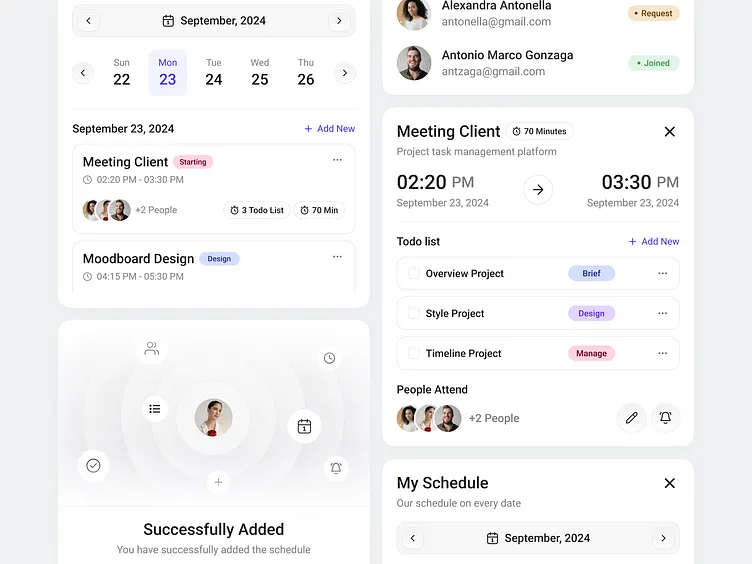 September, 2024
Sun Mon Tue Wed Thu
22 23 24 25 26
September 23, 2024 + Add New
Meeting Client Starting
02:20 PM - 03:30 PM
+2 People 3 Todo List 70 Min
Moodboard Design Design
04:15 PM - 05:30 PM
Successfully Added
You have successfully added the schedule
Alexandra Antonella
antonella@gmail.com
Request
Antonio Marco Gonzaga
antzaga@gmail.com
Joined
Meeting Client 70 Minutes
Project task management platform
02:20 PM 03:30 PM
September 23, 2024 September 23, 2024
Todo list + Add New
Overview Project Brief
Style Project Design
Timeline Project Manage
People Attend
+2 People
My Schedule
Our schedule on every date
September, 2024